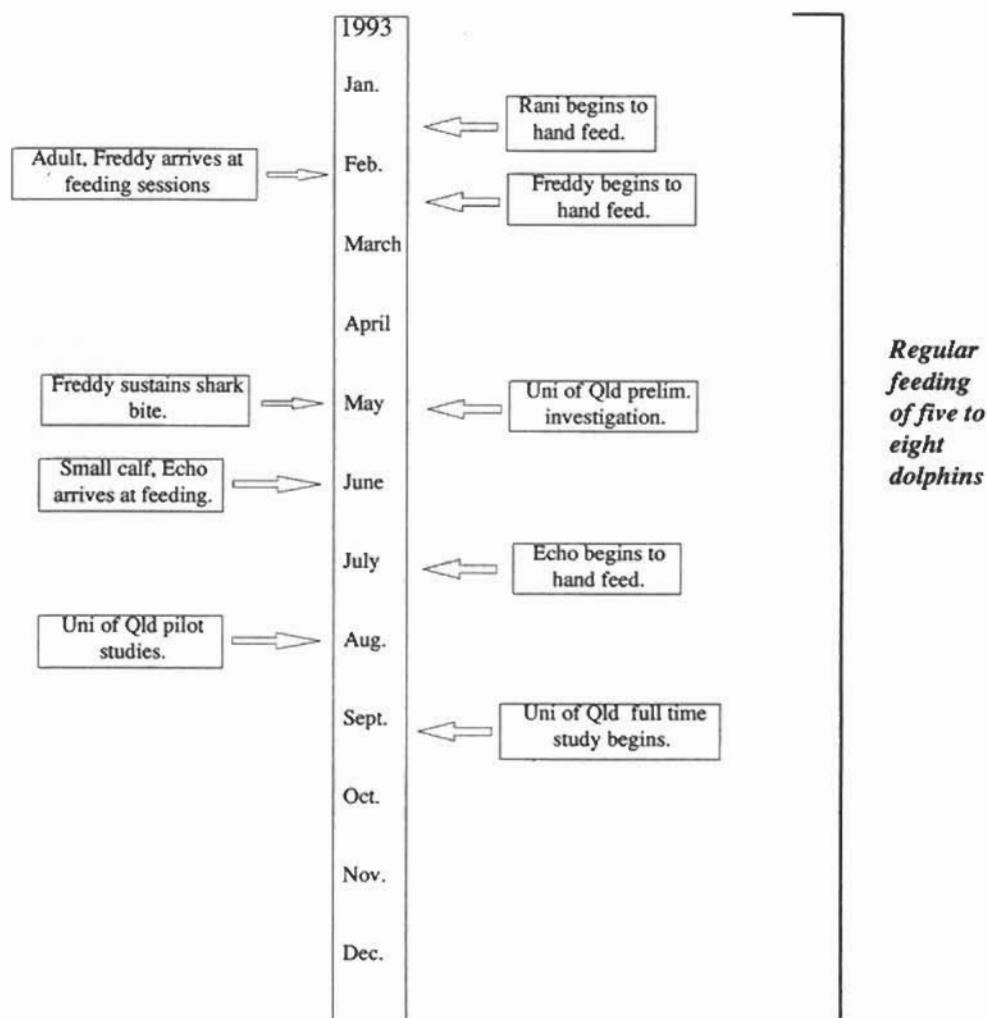 1993
Jan.
Rani begins to
hand feed.
Adult, Freddy arrives at
feeding sessions
Feb.
Freddy begins to
hand feed.
March
April
Freddy sustains shark
bite.
May
Uni of Qld prelim.
investigation.
Small calf, Echo
arrives at feeding.
June
July
Echo begins to
hand feed.
Uni of Qld pilot
studies.
Aug.
Sept.
Uni of Qld full time
study begins.
Oct.
Nov.
Dec.
Regular
feeding
of five to
eight
dolphins